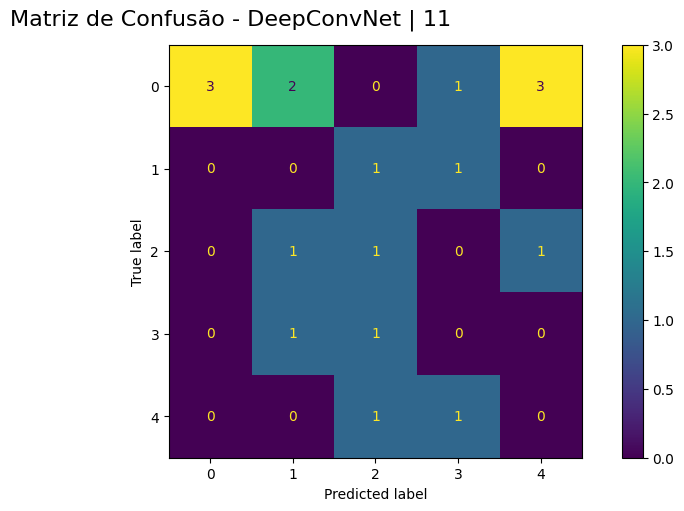 Matriz de Confusão - DeepConvNet | 11
True label
0 3 2 0 1 3
1 0 0 1 1 0
2 0 1 1 0 1
3 0 1 1 0 0
4 0 0 1 1 0
0 1 2 3 4
Predicted label
3.0
2.5
2.0
1.5
1.0
0.5
0.0